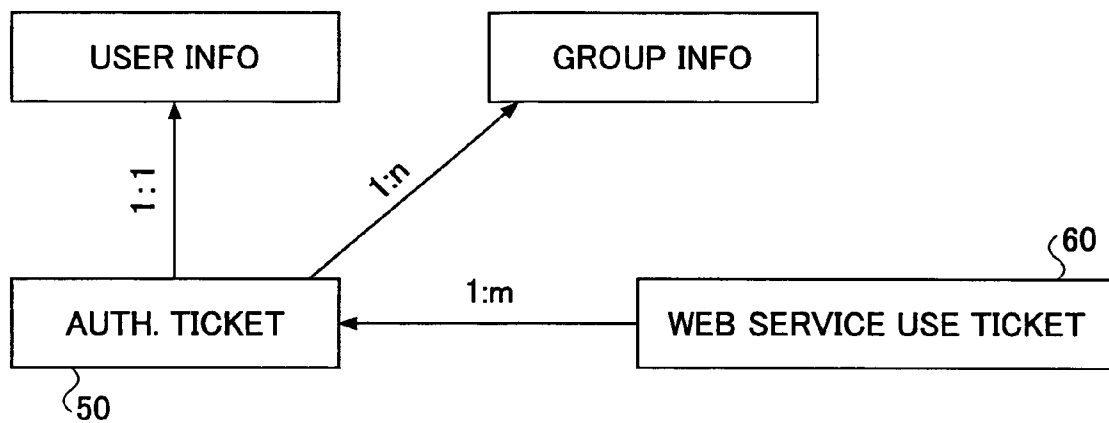 USER INFO
GROUP INFO
1:1
1:n
60
AUTH. TICKET
1:m
WEB SERVICE USE TICKET
50